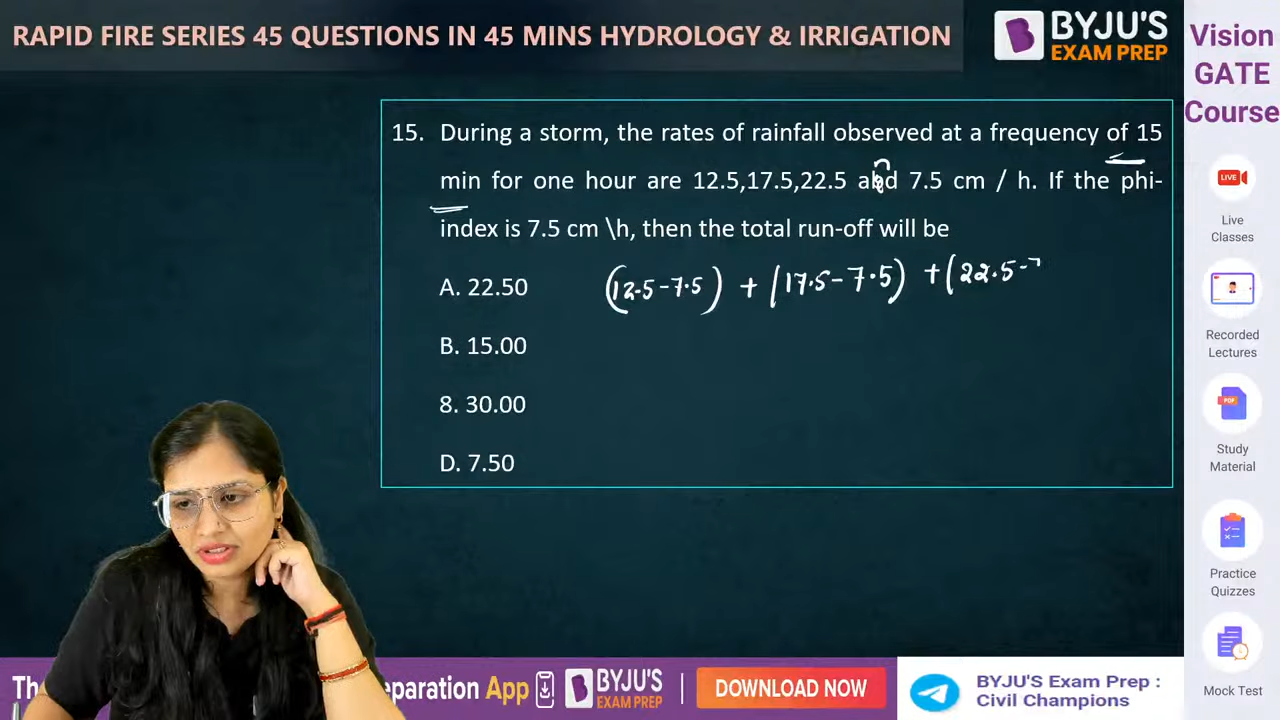 RAPID FIRE SERIES 45 QUESTIONS IN 45 MINS HYDROLOGY & IRRIGATION
BYJU'S
EXAM PREP
Vision
GATE
Course
15. During a storm, the rates of rainfall observed at a frequency of 15
min for one hour are 12.5,17.5,22.5 abd 7.5 cm / h. If the phi-
index is 7.5 cm \h, then the total run-off will be
A. 22.50
(12.5-7.5) + (17.5-7.5) + (22.5-7
B. 15.00
8. 30.00
D. 7.50
LIVE
Live
Classes
Recorded
Lectures
PDF
Study
Material
Practice
Quizzes
Mock Test
The
eparation App
BYJU'S
EXAM PREP
DOWNLOAD NOW
BYJU'S Exam Prep :
Civil Champions